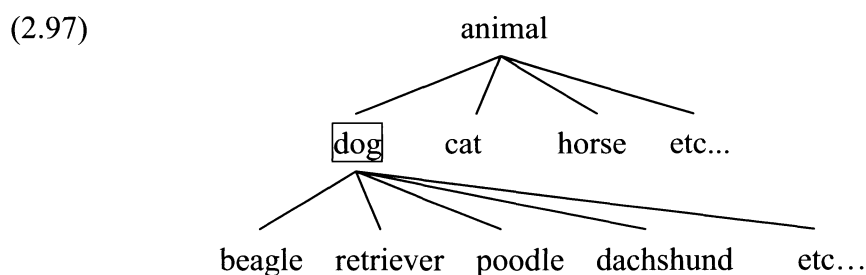 (2.97) animal
dog cat horse etc...
beagle retriever poodle dachshund etc…